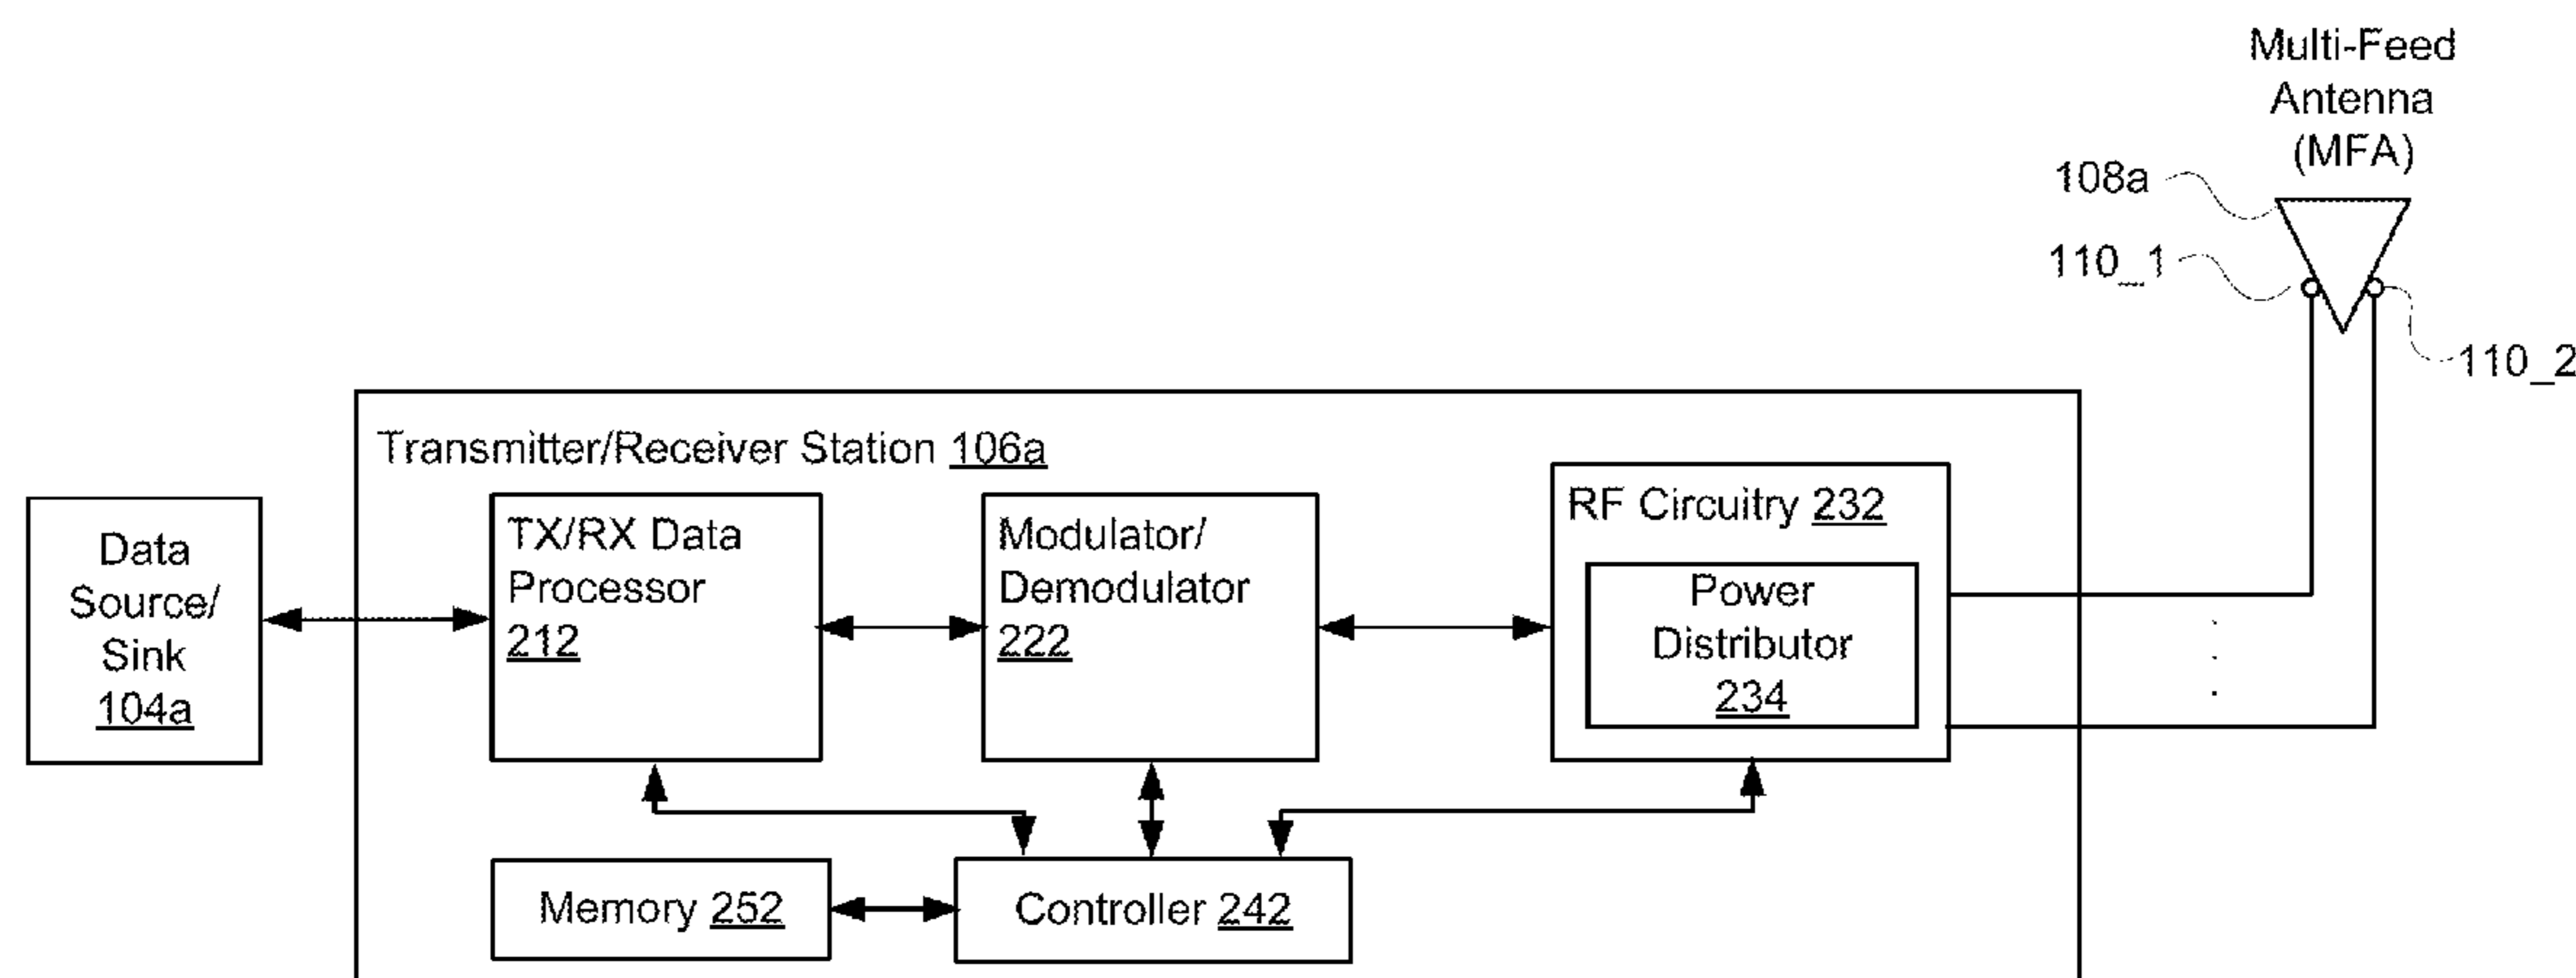 Multi-Feed
Antenna
(MFA)
108a
110_1
110_2
Transmitter/Receiver Station 106a
Data
Source/
Sink
104a
TX/RX Data
Processor
212
Modulator/
Demodulator
222
RF Circuitry 232
Power
Distributor
234
Memory 252
Controller 242